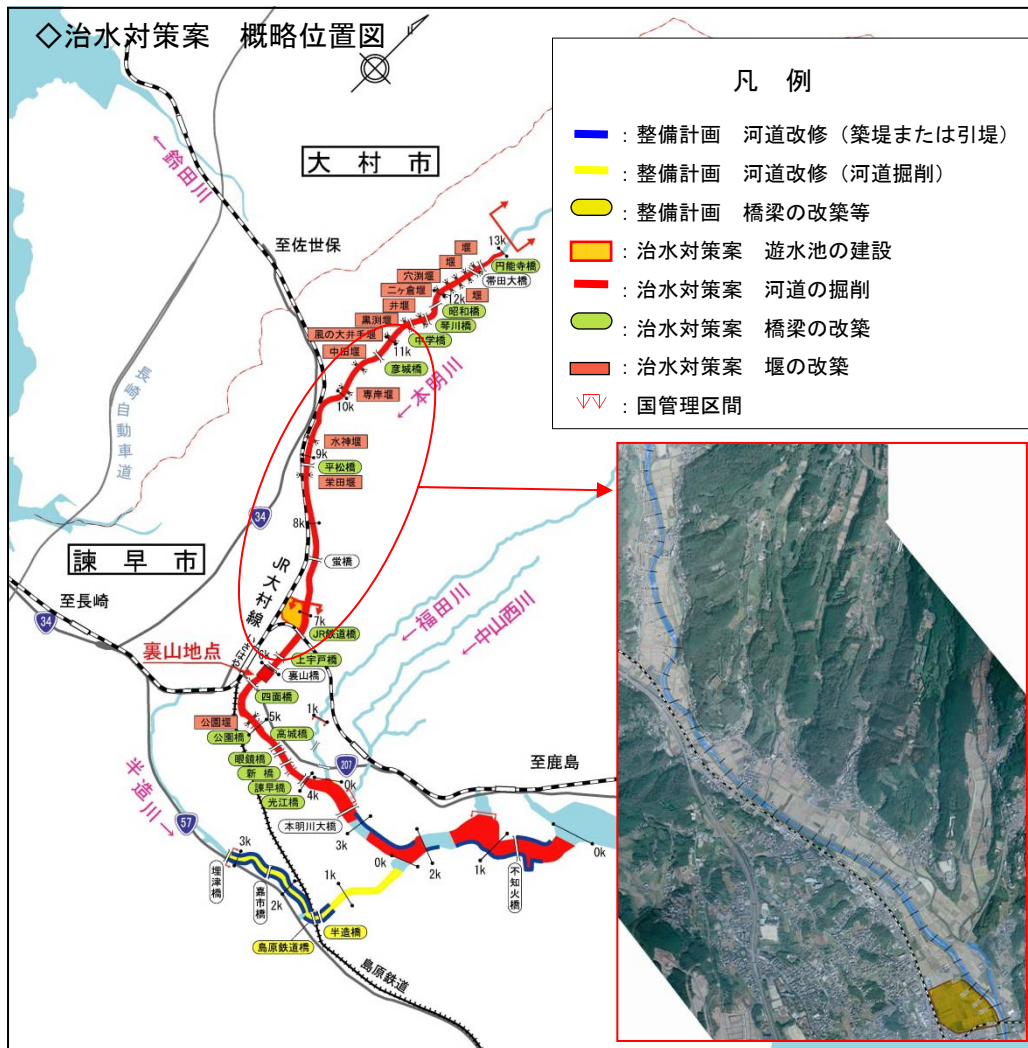 ◇治水対策案 概略位置図
凡 例
：整備計画 河道改修（築堤または引堤）
：整備計画 河道改修（河道掘削）
：整備計画 橋梁の改築等
：治水対策案 遊水池の建設
：治水対策案 河道の掘削
：治水対策案 橋梁の改築
：治水対策案 堰の改築
：国管理区間
←鈴田川
大村市
至佐世保
長崎自動車道
13k
堰
円能寺橋
堰
帯田大橋
穴渕堰
二ヶ倉堰
堰
12k
井堰
昭和橋
黒渕堰
琴川橋
風の大井手堰
中学橋
中田堰
11k
彦城橋
←本明川
専岸堰
10k
水神堰
9k
平松橋
栄田堰
34
8k
諫早市
蛍橋
JR大村線
至長崎
34
7k
JR鉄道橋
←福田川
←中山西川
裏山地点
いさはや
6k
上宇戸橋
裏山橋
四面橋
5k
1k
公園堰
公園橋
高城橋
眼鏡橋
新橋
207
至鹿島
諫早橋
4k
0k
光江橋
半造川→
57
本明川大橋
3k
0k
2k
1k
0k
不知火橋
3k
埋津橋
嘉市橋
2k
1k
半造橋
島原鉄道橋
島原鉄道